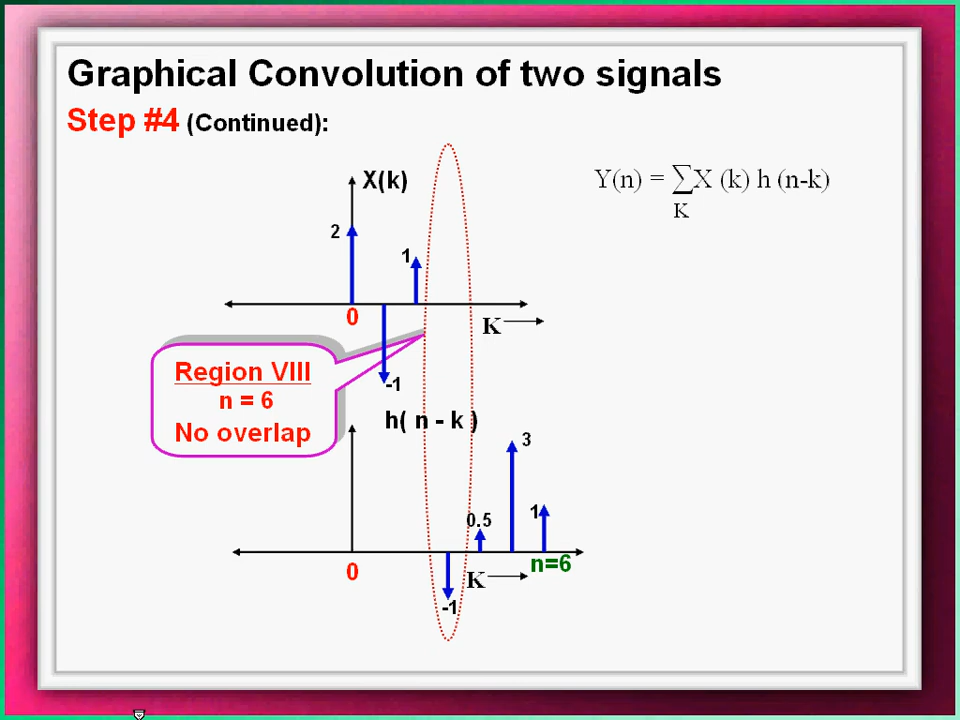 Graphical Convolution of two signals
Step #4 (Continued):
X(k)
Y(n) = ∑X (k) h (n-k)
K
2
1
0
K
-1
Region VIII
n = 6
No overlap
h( n - k )
3
0.5
1
0
K
n=6
-1